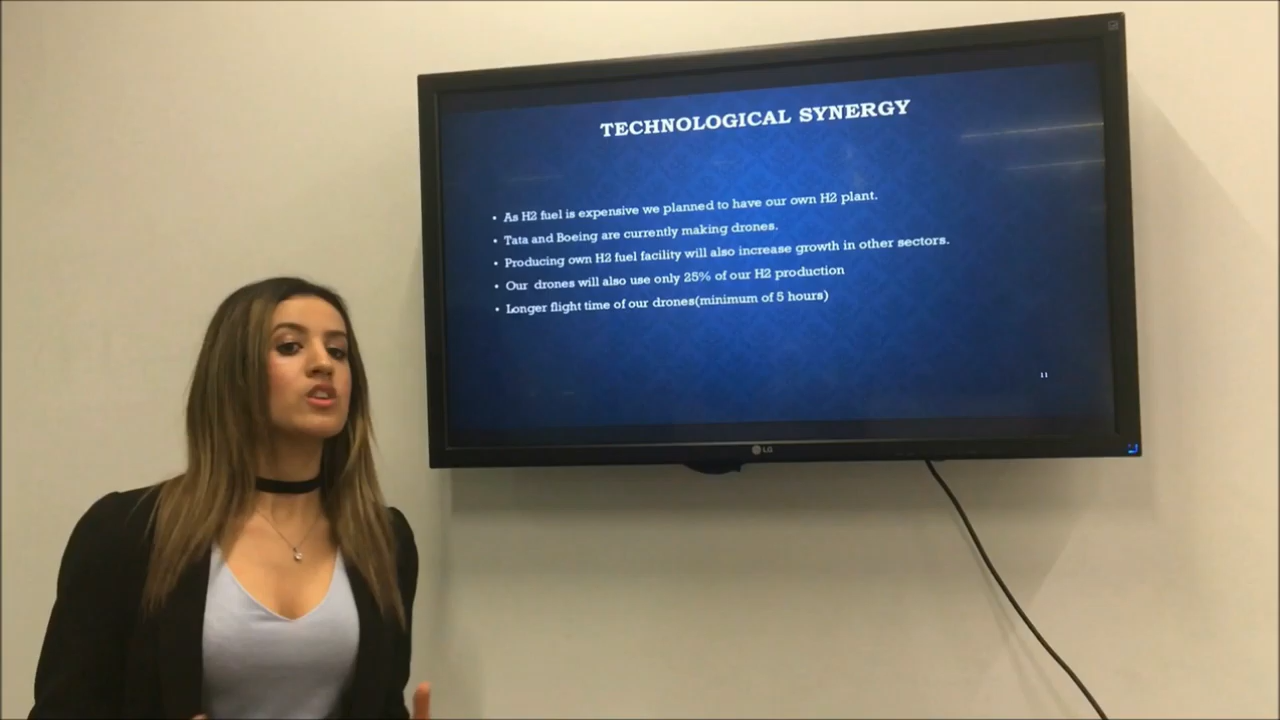 TECHNOLOGICAL SYNERGY
• As H2 fuel is expensive we planned to have our own H2 plant.
• Tata and Boeing are currently making drones.
• Producing own H2 fuel facility will also increase growth in other sectors.
• Our drones will also use only 25% of our H2 production
• Longer flight time of our drones(minimum of 5 hours)
11
LG